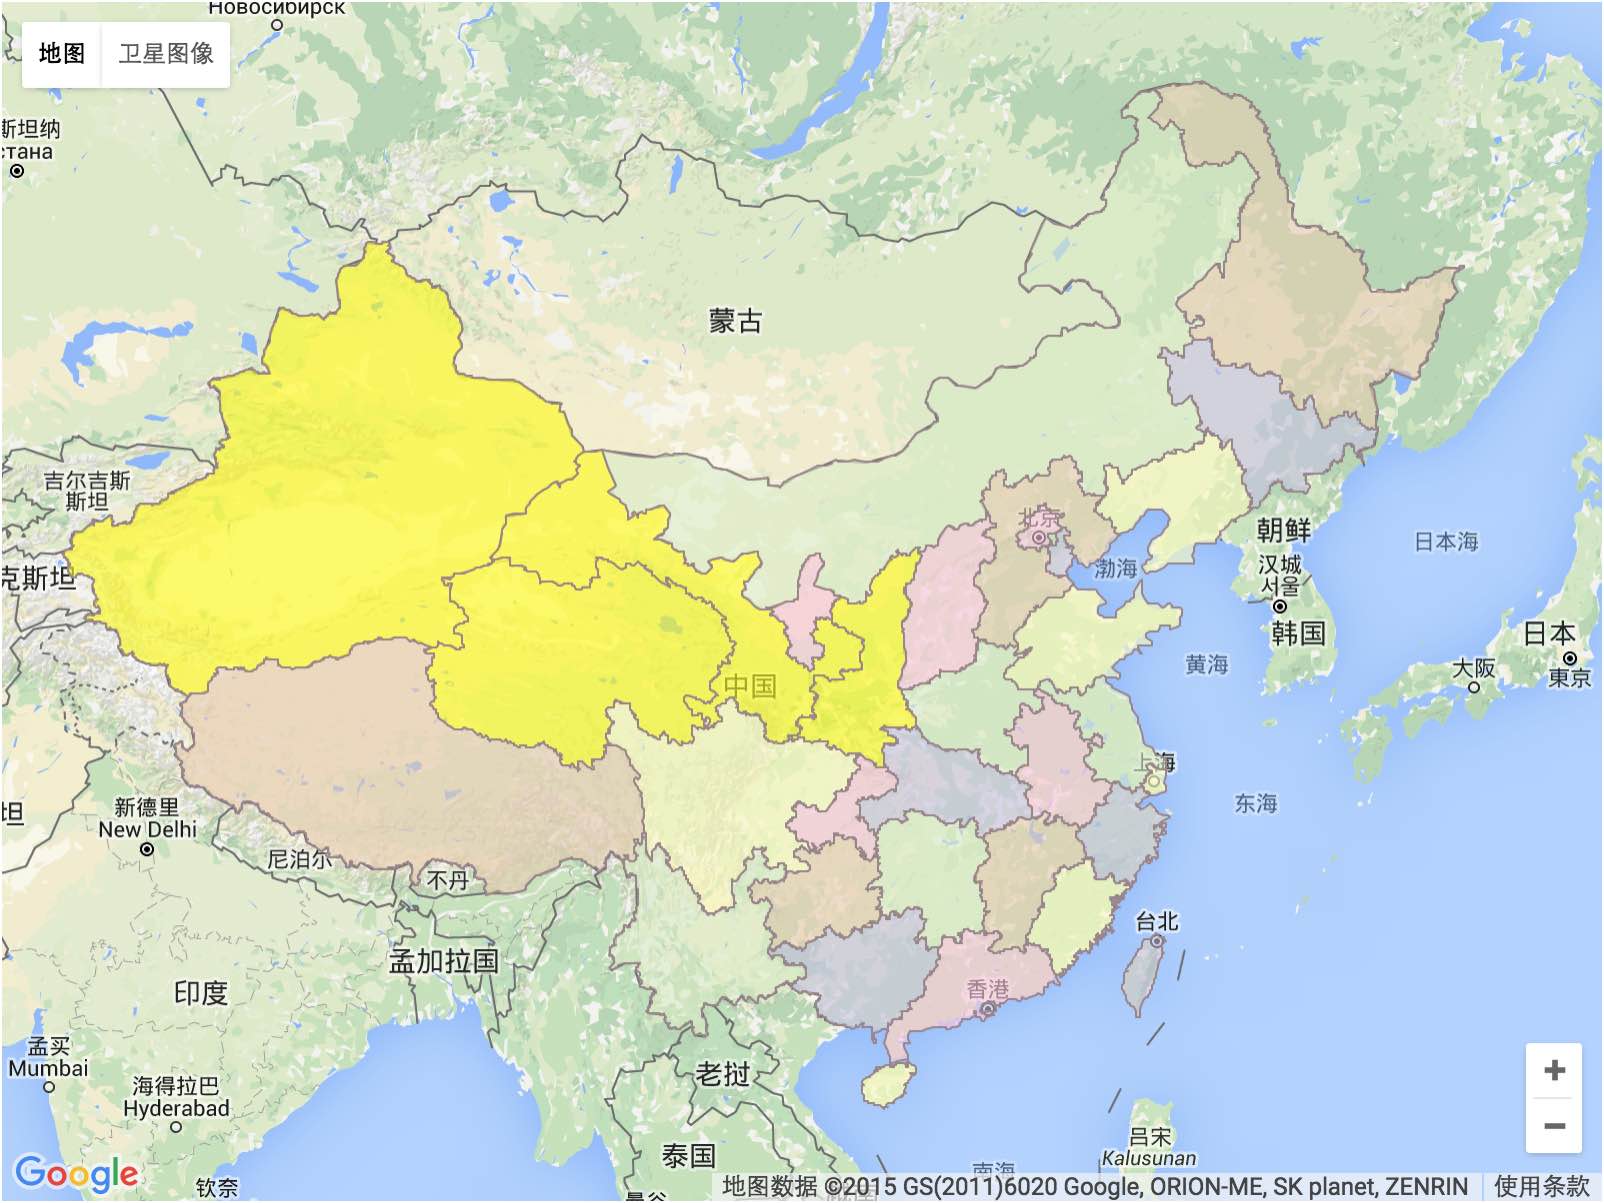 Новосибирск
地图
卫星图像
斯坦纳
стана
蒙古
吉尔吉斯
斯坦
克斯坦
北京
渤海
朝鲜
汉城
서울
韩国
日本海
日本
東京
大阪
黄海
中国
上海
东海
坦
新德里
New Delhi
尼泊尔
不丹
台北
孟加拉国
印度
香港
孟买
Mumbai
海得拉巴
Hyderabad
老挝
泰国
吕宋
Kalusunan
南海
钦奈
曼谷
Google
地图数据 ©2015 GS(2011)6020 Google, ORION-ME, SK planet, ZENRIN
使用条款